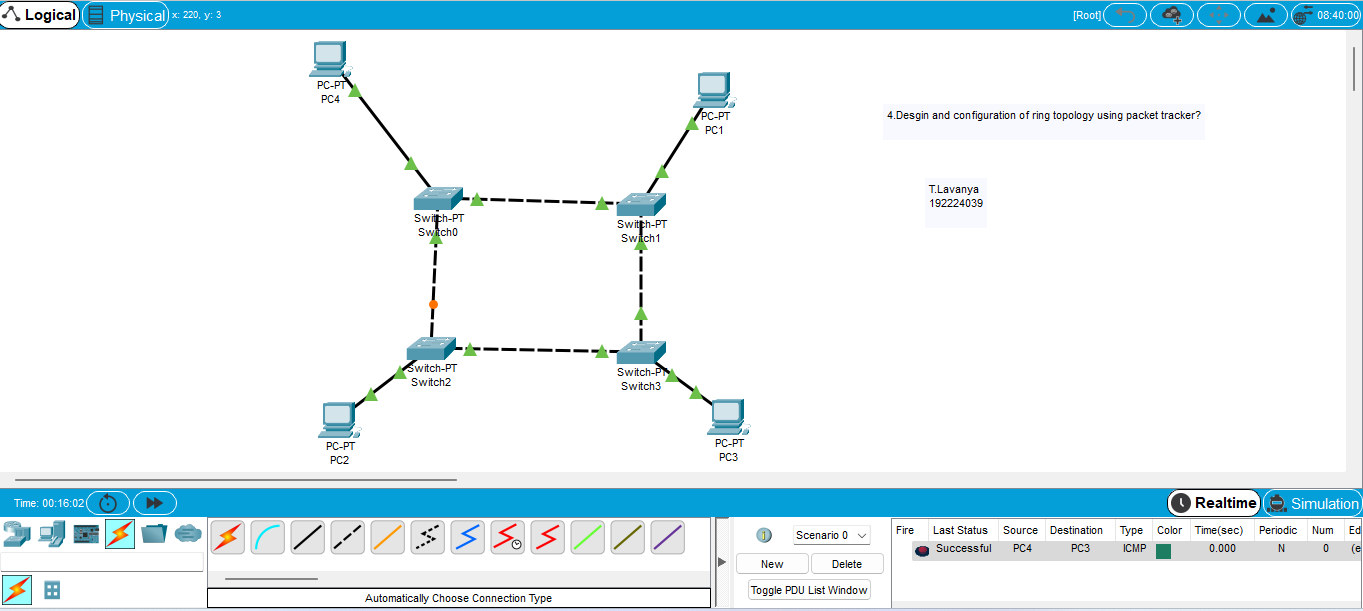 Logical
Physical
x: 220, y: 3
[Root]
08:40:00
PC-PT
PC4
PC-PT
PC1
4.Desgin and configuration of ring topology using packet tracker?
T.Lavanya
192224039
Switch-PT
Switch0
Switch-PT
Switch1
Switch-PT
Switch2
Switch-PT
Switch3
PC-PT
PC2
PC-PT
PC3
Time: 00:16:02
Realtime
Simulation
Scenario 0
New
Delete
Toggle PDU List Window
Fire Last Status Source Destination Type Color Time(sec) Periodic Num Ed
Successful PC4 PC3 ICMP 0.000 N 0 (e
Automatically Choose Connection Type